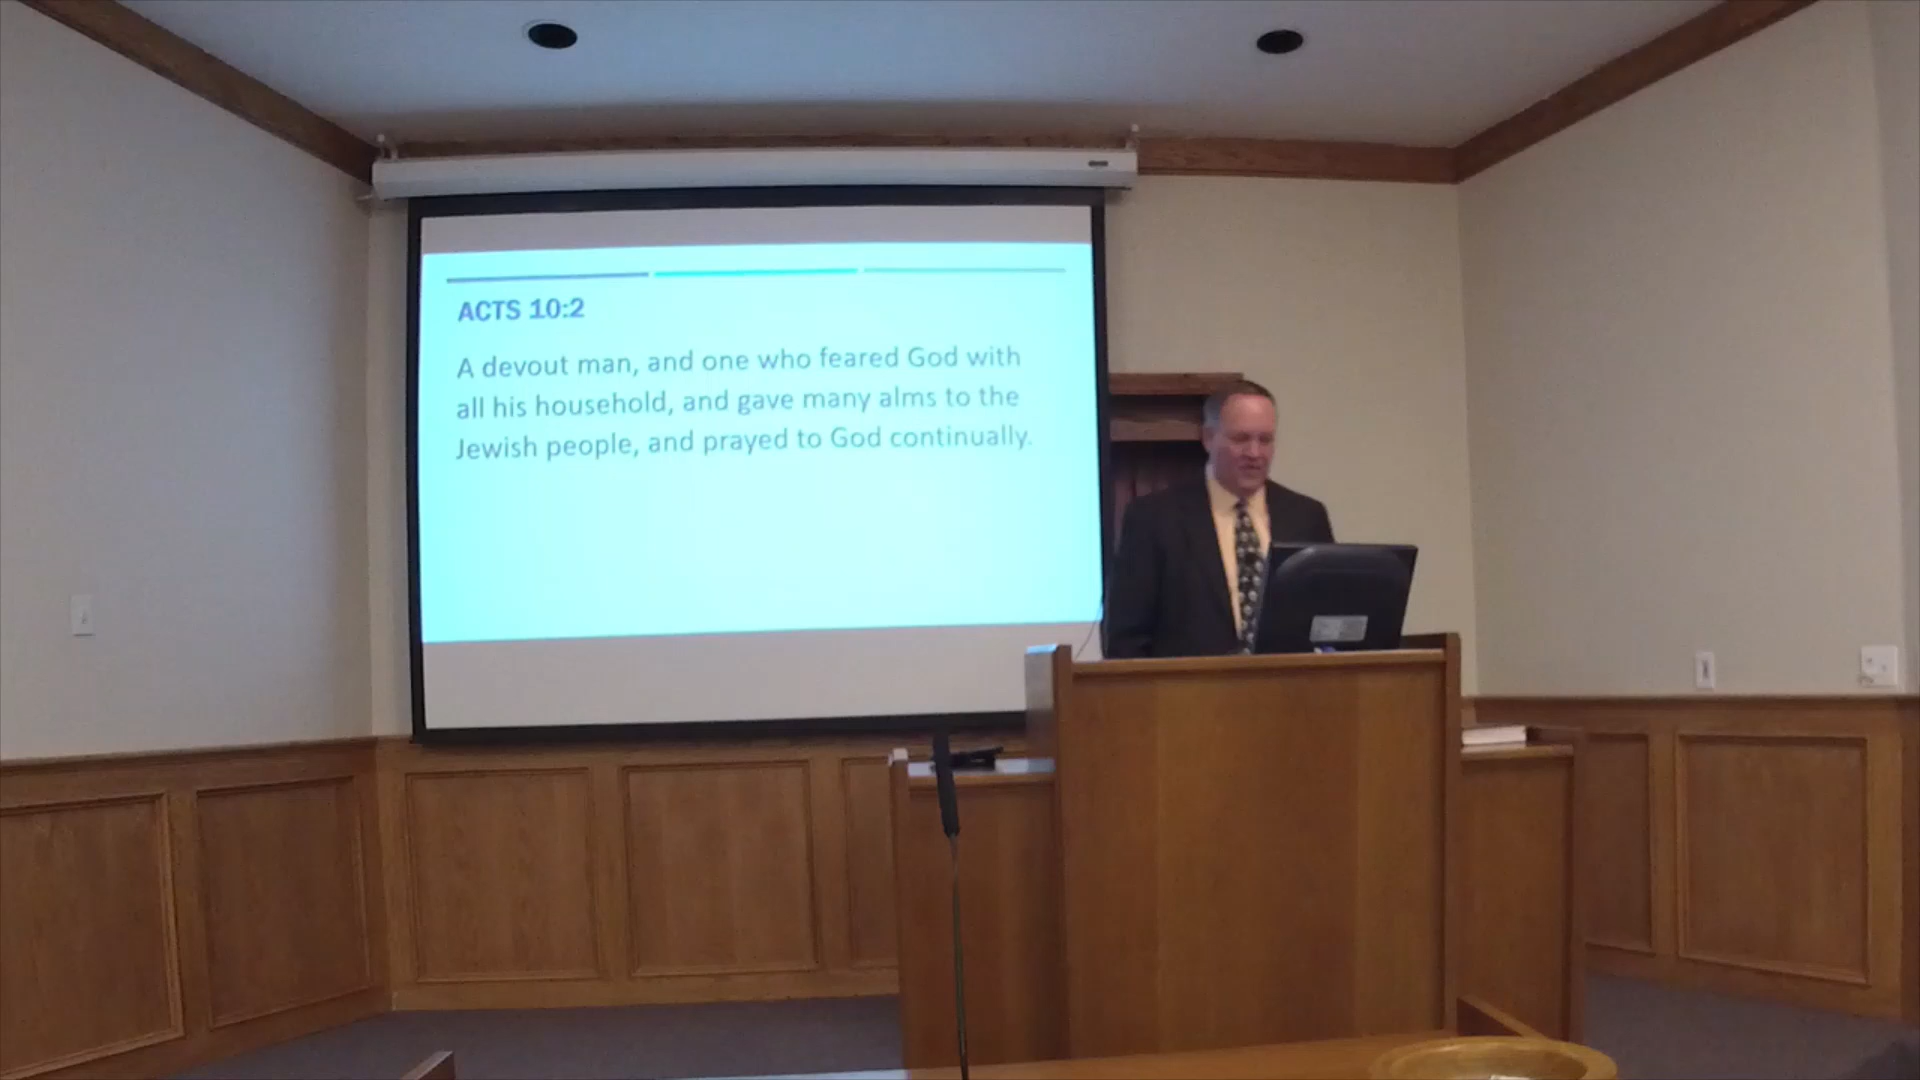 ACTS 10:2
A devout man, and one who feared God with
all his household, and gave many alms to the
Jewish people, and prayed to God continually.